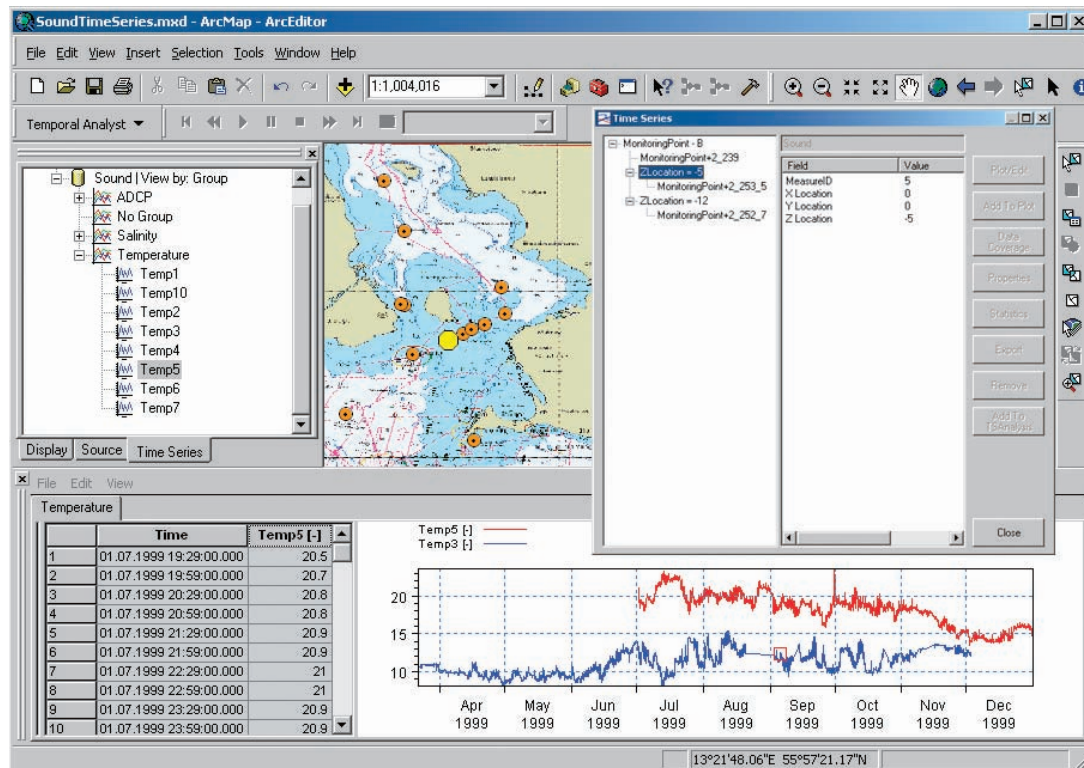 SoundTimeSeries.mxd - ArcMap - ArcEditor
File Edit View Insert Selection Tools Window Help
1:1,004,016
Temporal Analyst
Sound | View by: Group
ADCP
No Group
Salinity
Temperature
Temp1
Temp10
Temp2
Temp3
Temp4
Temp5
Temp6
Temp7
Display Source Time Series
Time Series
MonitoringPoint - B
MonitoringPoint+2_239
ZLocation = -5
MonitoringPoint+2_253_5
ZLocation = -12
MonitoringPoint+2_252_7
Sound
Field Value
MeasureID 5
X Location 0
Y Location 0
Z Location -5
Plot/Edit
Add To Plot
Data
Coverage
Properties
Statistics
Export
Remove
Add To
TSAnalysis
Close
File Edit View
Temperature
Time Temp5 [-]
1 01.07.1999 19:29:00.000 20.5
2 01.07.1999 19:59:00.000 20.7
3 01.07.1999 20:29:00.000 20.8
4 01.07.1999 20:59:00.000 20.8
5 01.07.1999 21:29:00.000 20.9
6 01.07.1999 21:59:00.000 20.9
7 01.07.1999 22:29:00.000 21
8 01.07.1999 22:59:00.000 21
9 01.07.1999 23:29:00.000 20.9
10 01.07.1999 23:59:00.000 20.9
Temp5 [-]
Temp3 [-]
20
15
10
Apr May Jun Jul Aug Sep Oct Nov Dec
1999 1999 1999 1999 1999 1999 1999 1999 1999
13°21'48.06"E 55°57'21.17"N